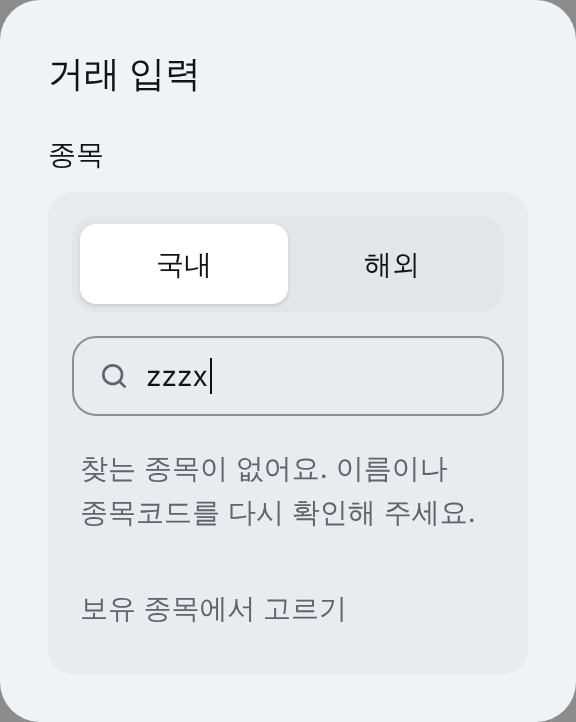 거래 입력
종목
국내
해외
zzzx
찾는 종목이 없어요. 이름이나
종목코드를 다시 확인해 주세요.
보유 종목에서 고르기